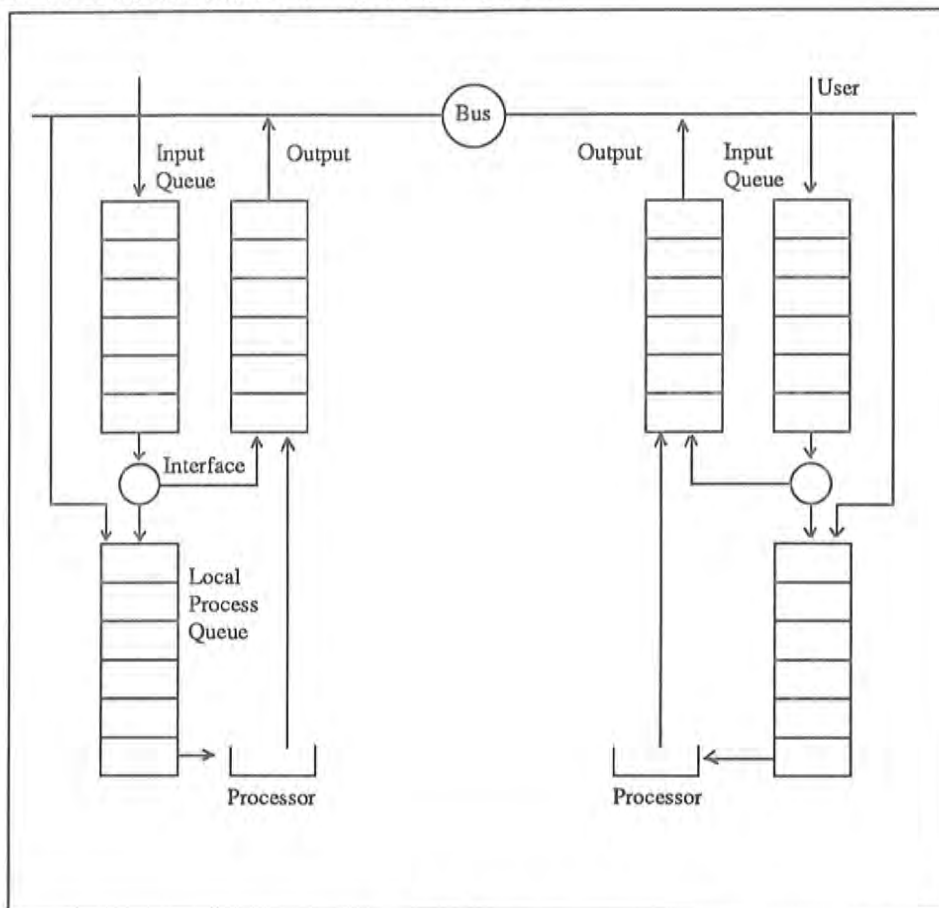 Bus
User
Input
Queue
Output
Output
Input
Queue
Interface
Local
Process
Queue
Processor
Processor